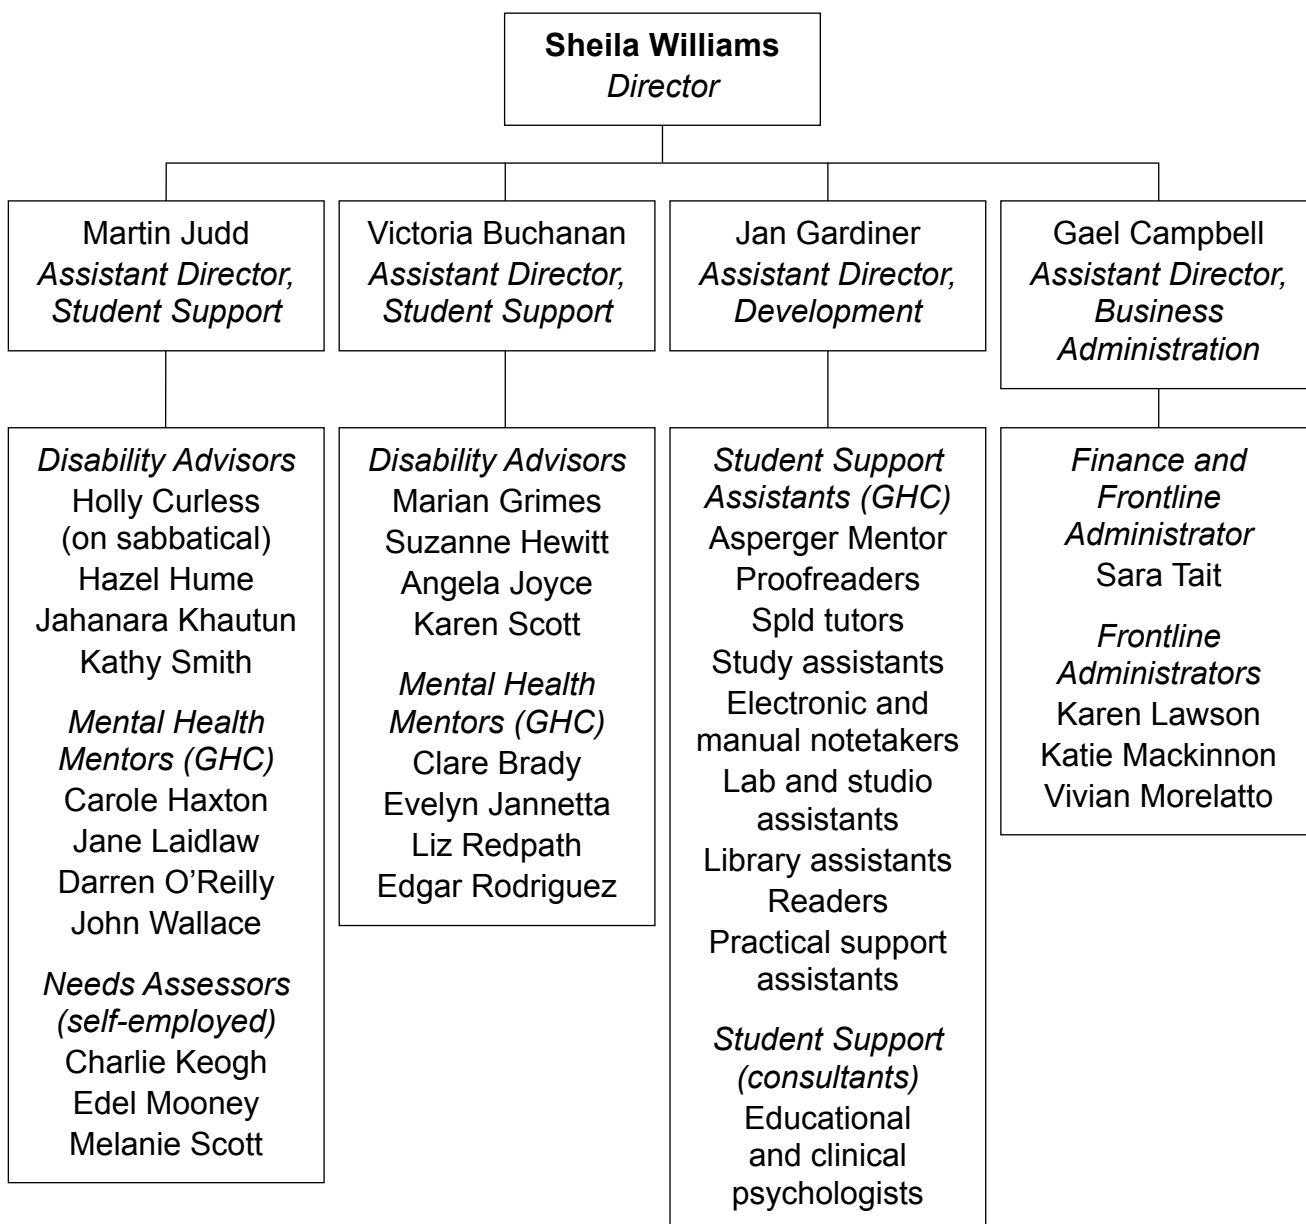 Sheila Williams
Director
Martin Judd
Assistant Director,
Student Support
Victoria Buchanan
Assistant Director,
Student Support
Jan Gardiner
Assistant Director,
Development
Gael Campbell
Assistant Director,
Business
Administration
Disability Advisors
Holly Curless
(on sabbatical)
Hazel Hume
Jahanara Khautun
Kathy Smith
Mental Health
Mentors (GHC)
Carole Haxton
Jane Laidlaw
Darren O’Reilly
John Wallace
Needs Assessors
(self-employed)
Charlie Keogh
Edel Mooney
Melanie Scott
Disability Advisors
Marian Grimes
Suzanne Hewitt
Angela Joyce
Karen Scott
Mental Health
Mentors (GHC)
Clare Brady
Evelyn Jannetta
Liz Redpath
Edgar Rodriguez
Student Support
Assistants (GHC)
Asperger Mentor
Proofreaders
Spld tutors
Study assistants
Electronic and
manual notetakers
Lab and studio
assistants
Library assistants
Readers
Practical support
assistants
Student Support
(consultants)
Educational
and clinical
psychologists
Finance and
Frontline
Administrator
Sara Tait
Frontline
Administrators
Karen Lawson
Katie Mackinnon
Vivian Morelatto